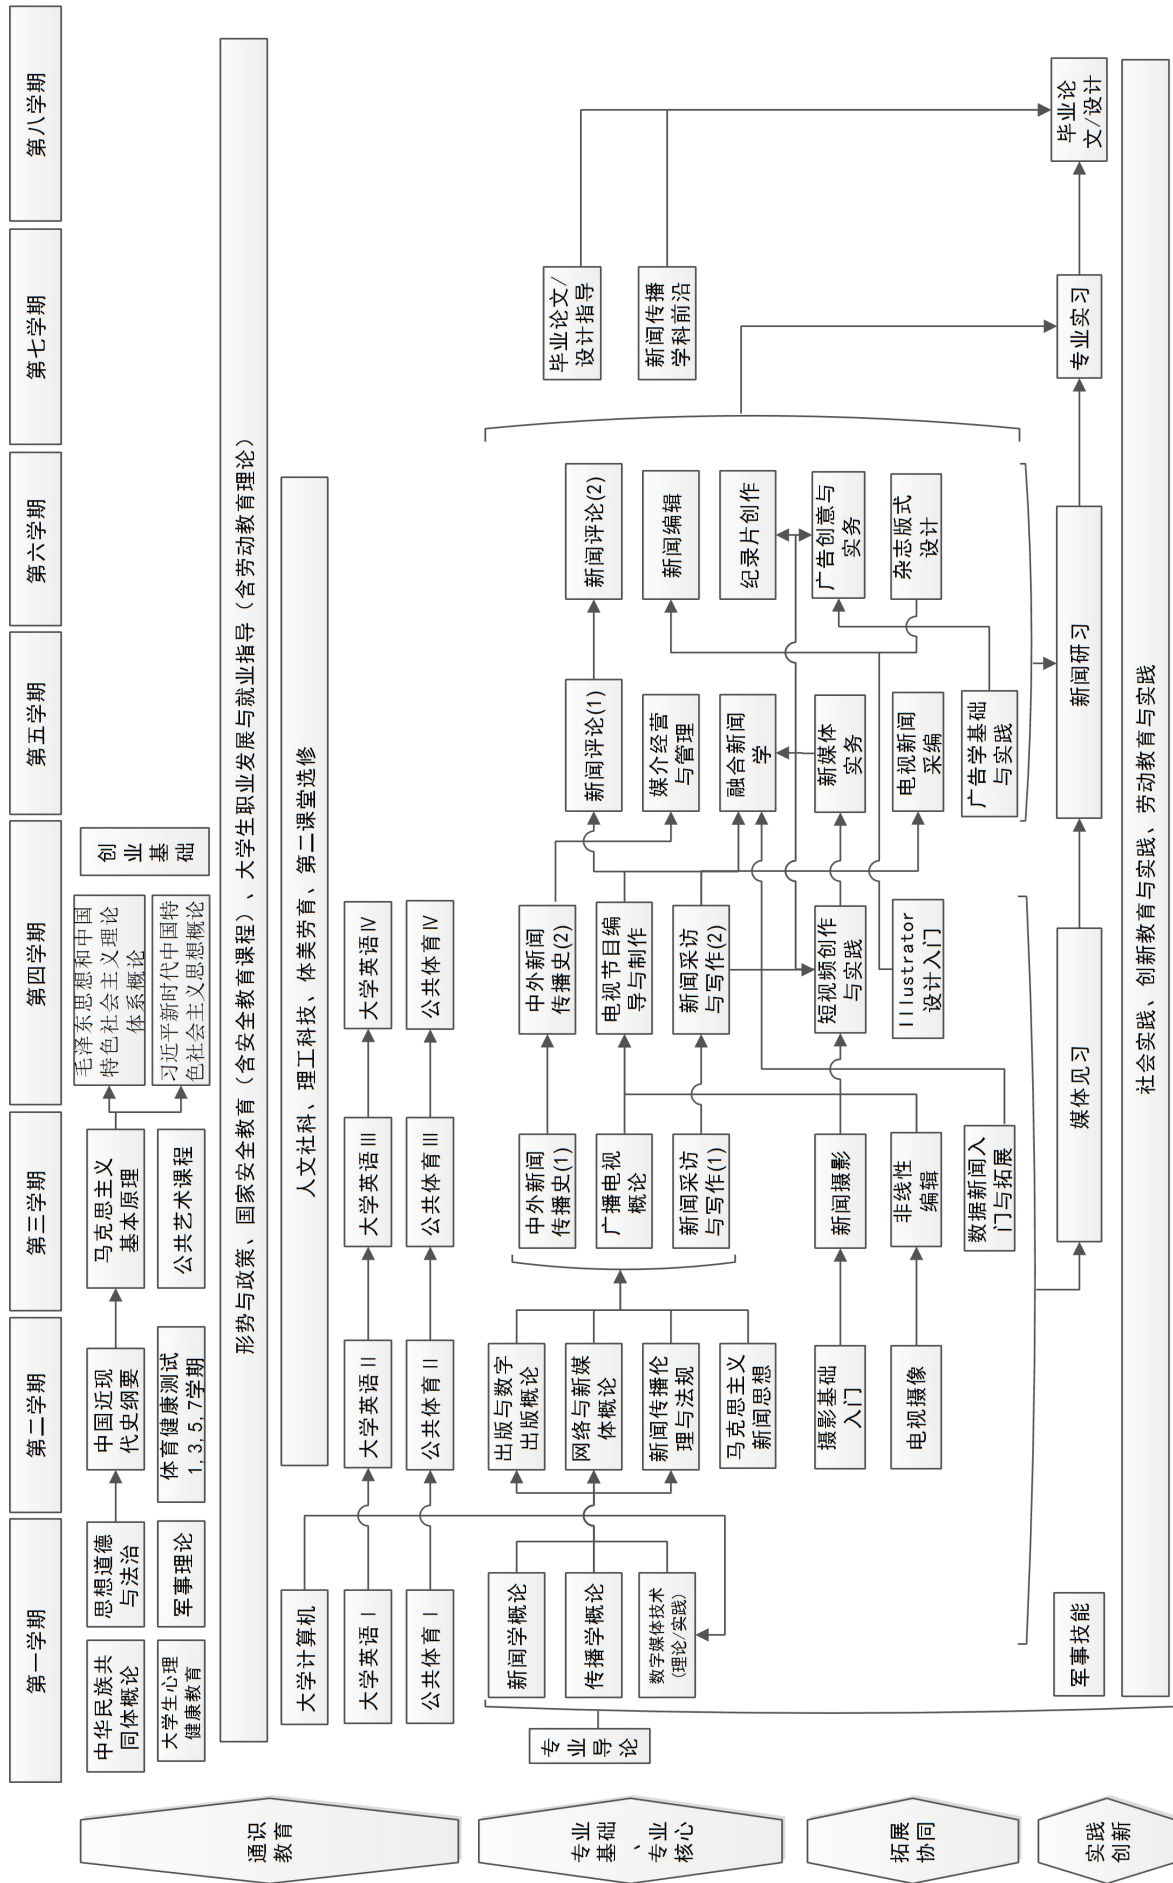 第一学期
第二学期
第三学期
第四学期
第五学期
第六学期
第七学期
第八学期
通识
教育
中华民族共
同体概论
思想道德
与法治
中国近现
代史纲要
马克思主义
基本原理
毛泽东思想和中国
特色社会主义理论
体系概论
创业基础
大学生心理
健康教育
军事理论
体育健康测试
1,3,5,7学期
公共艺术课程
习近平新时代中国特
色社会主义思想概论
形势与政策、国家安全教育（含安全教育课程）、大学生职业发展与就业指导（含劳动教育理论）
大学计算机
人文社科、理工科技、体美劳育、第二课堂选修
大学英语Ⅰ
大学英语Ⅱ
大学英语Ⅲ
大学英语Ⅳ
公共体育Ⅰ
公共体育Ⅱ
公共体育Ⅲ
公共体育Ⅳ
专业
基础
、
专业
核心
专业导论
新闻学概论
出版与数字
出版概论
中外新闻
传播史(1)
中外新闻
传播史(2)
毕业论文/
设计指导
传播学概论
网络与新媒
体概论
广播电视
概论
电视节目编
导与制作
新闻评论(1)
新闻评论(2)
数字媒体技术
（理论/实践）
新闻传播伦
理与法规
新闻采访
与写作(1)
新闻采访
与写作(2)
媒介经营
与管理
新闻编辑
新闻传播
学科前沿
马克思主义
新闻思想
融合新闻
学
纪录片创作
拓展
协同
摄影基础
入门
新闻摄影
短视频创作
与实践
新媒体
实务
广告创意与
实务
电视摄像
非线性
编辑
Illustrator
设计入门
电视新闻
采编
杂志版式
设计
数据新闻入
门与拓展
广告学基础
与实践
实践
创新
军事技能
媒体见习
新闻研习
专业实习
毕业论
文/设计
社会实践、创新教育与实践、劳动教育与实践